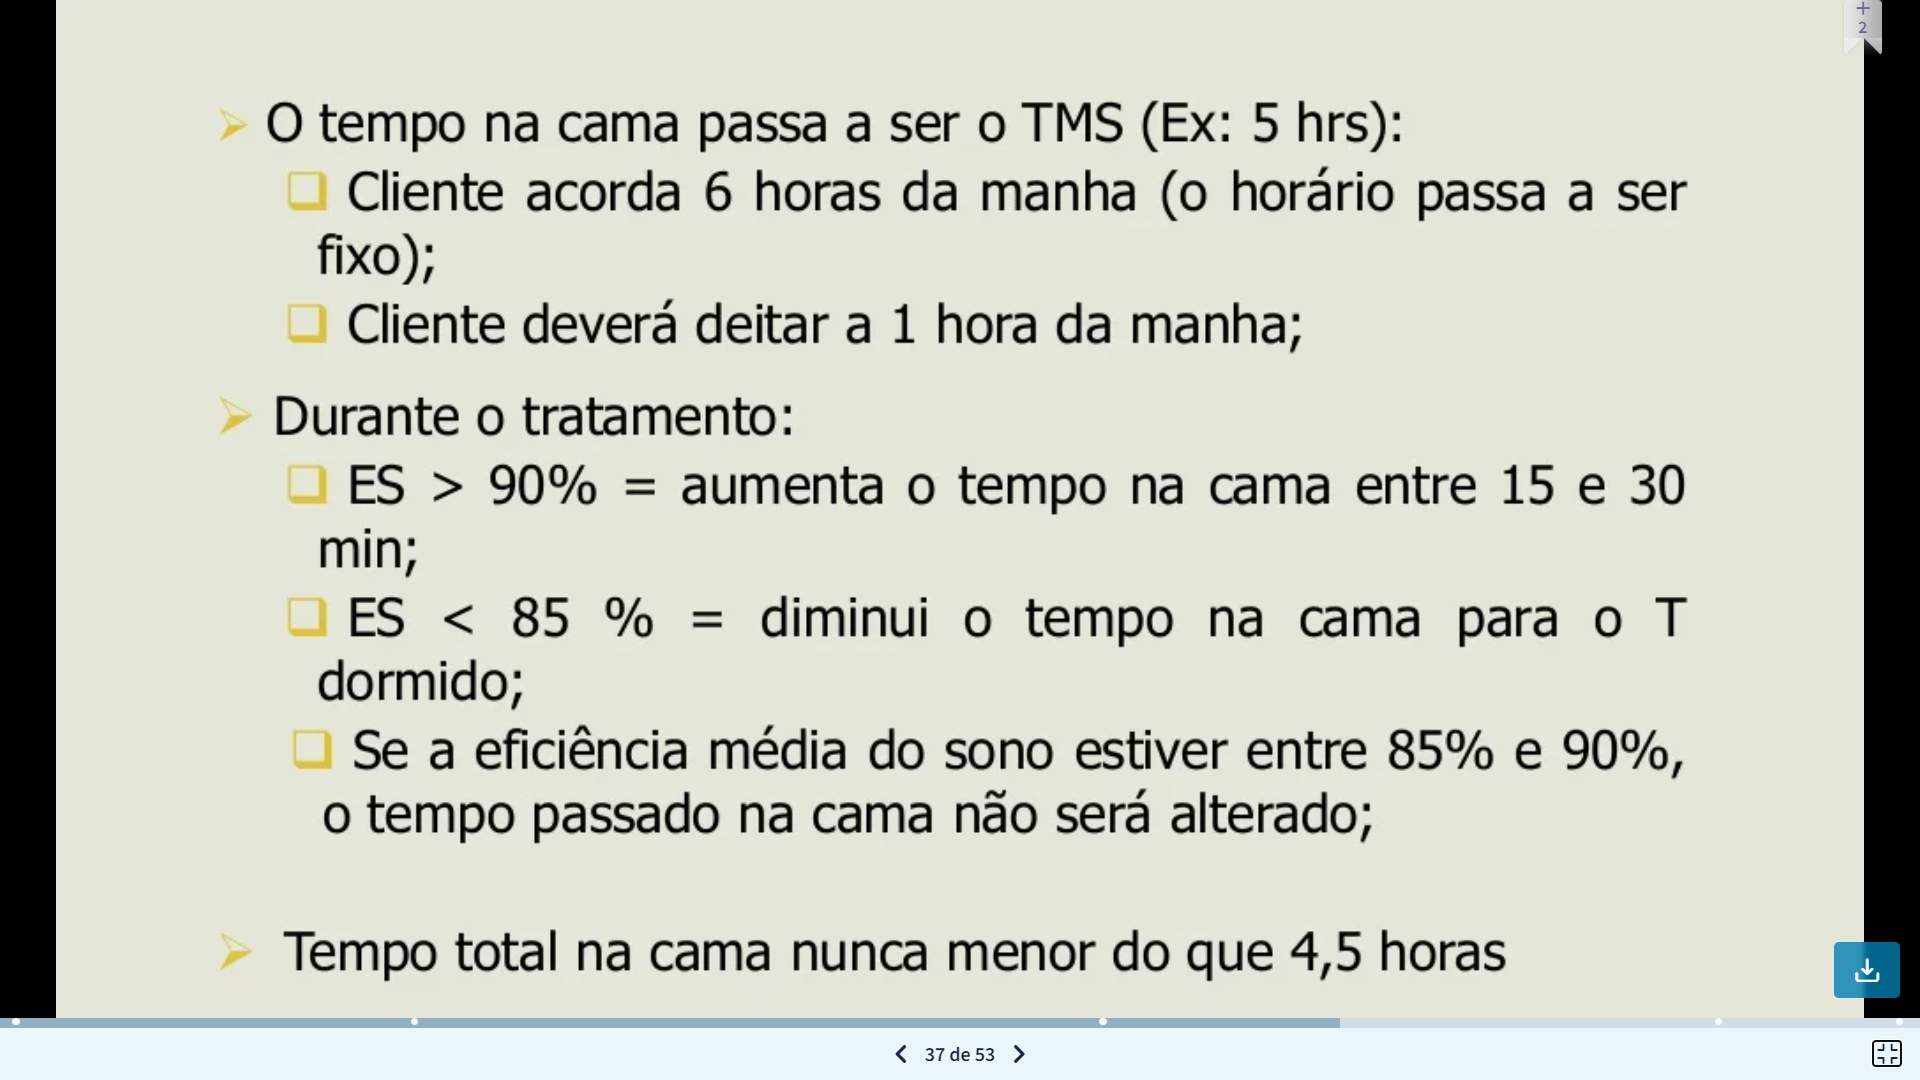 +
2
O tempo na cama passa a ser o TMS (Ex: 5 hrs):
Cliente acorda 6 horas da manha (o horário passa a ser
fixo);
Cliente deverá deitar a 1 hora da manha;
Durante o tratamento:
ES > 90% = aumenta o tempo na cama entre 15 e 30
min;
ES < 85 % = diminui o tempo na cama para o T
dormido;
Se a eficiência média do sono estiver entre 85% e 90%,
o tempo passado na cama não será alterado;
Tempo total na cama nunca menor do que 4,5 horas
37 de 53